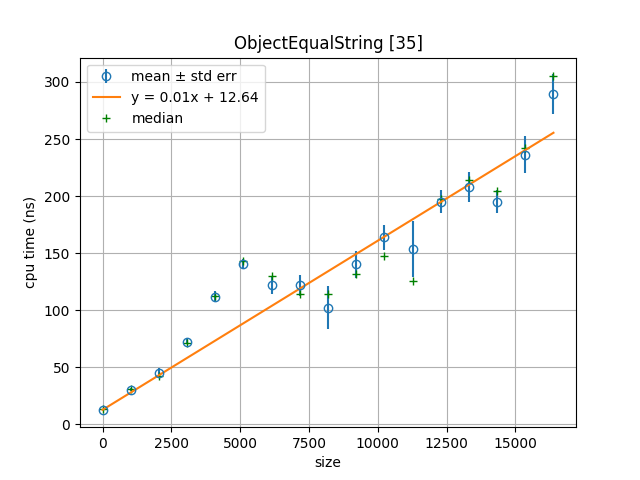 ObjectEqualString [35]
mean ± std err
y = 0.01x + 12.64
median
cpu time (ns)
300
250
200
150
100
50
0
0 2500 5000 7500 10000 12500 15000
size